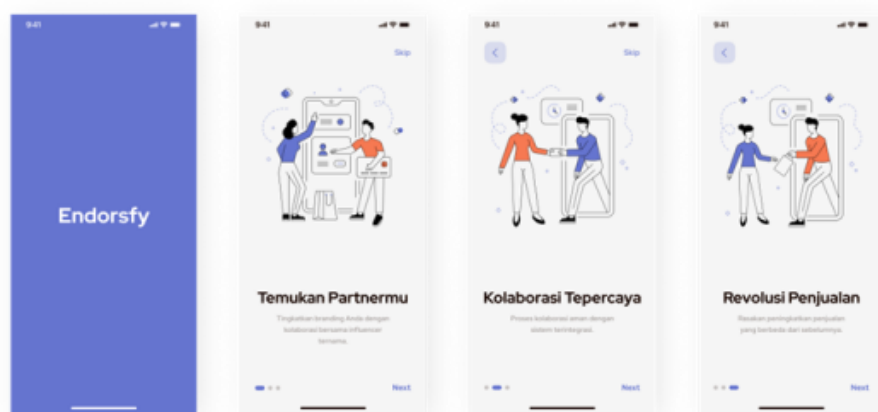 9:41
Endorsfy
9:41
Skip
Temukan Partnermu
Tingkatkan branding Anda dengan
kolaborasi bersama influencer
ternama.
Next
9:41
Skip
Kolaborasi Tepercaya
Proses kolaborasi aman dengan
sistem terintegrasi.
Next
9:41
Revolusi Penjualan
Rasakan peningkatan penjualan
yang berbeda dari sebelumnya.
Next